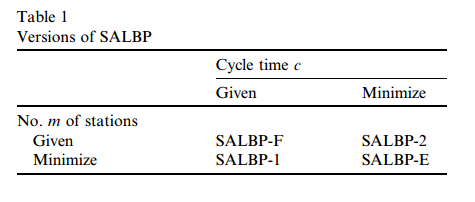 Table 1
Versions of SALBP
Cycle time c
Given Minimize
No. m of stations
Given SALBP-F SALBP-2
Minimize SALBP-1 SALBP-E